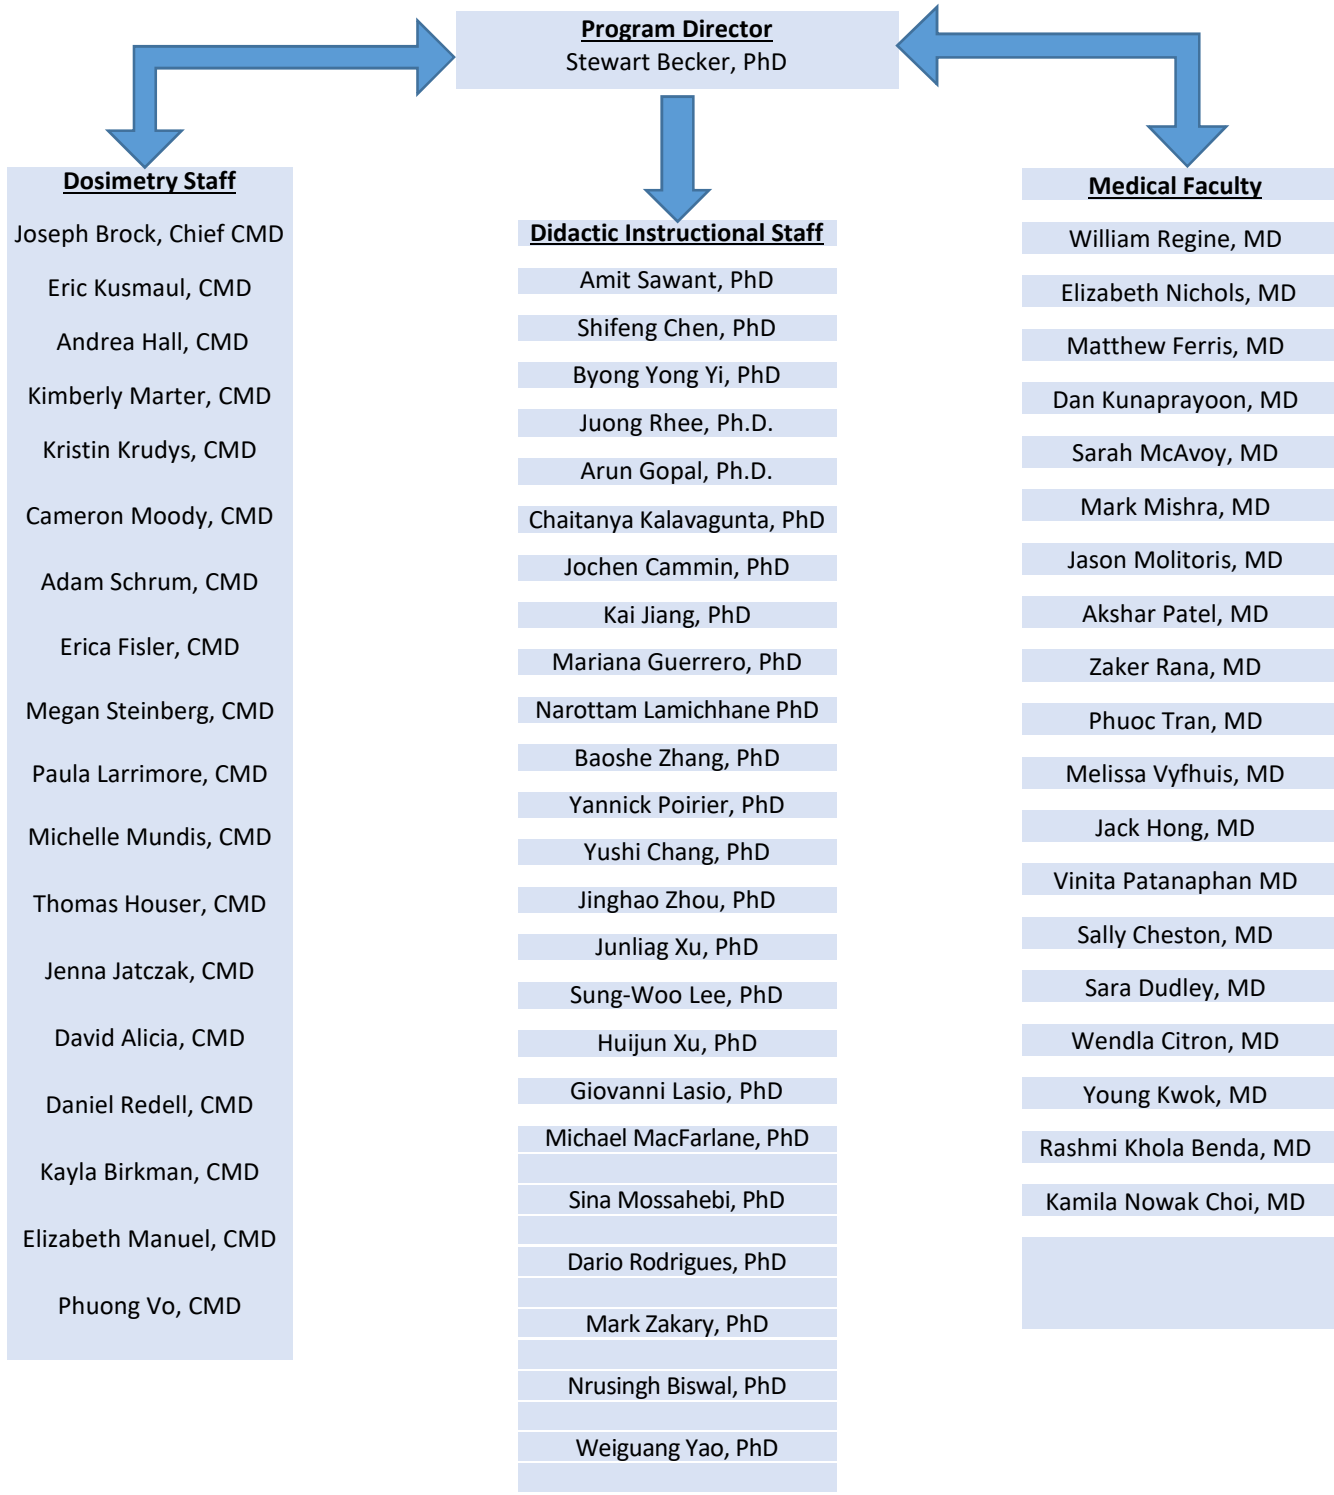 Program Director
Stewart Becker, PhD
Dosimetry Staff
Joseph Brock, Chief CMD
Eric Kusmaul, CMD
Andrea Hall, CMD
Kimberly Marter, CMD
Kristin Krudys, CMD
Cameron Moody, CMD
Adam Schrum, CMD
Erica Fisler, CMD
Megan Steinberg, CMD
Paula Larrimore, CMD
Michelle Mundis, CMD
Thomas Houser, CMD
Jenna Jatczak, CMD
David Alicia, CMD
Daniel Redell, CMD
Kayla Birkman, CMD
Elizabeth Manuel, CMD
Phuong Vo, CMD
Didactic Instructional Staff
Amit Sawant, PhD
Shifeng Chen, PhD
Byong Yong Yi, PhD
Juong Rhee, Ph.D.
Arun Gopal, Ph.D.
Chaitanya Kalavagunta, PhD
Jochen Cammin, PhD
Kai Jiang, PhD
Mariana Guerrero, PhD
Narottam Lamichhane PhD
Baoshe Zhang, PhD
Yannick Poirier, PhD
Yushi Chang, PhD
Jinghao Zhou, PhD
Junliag Xu, PhD
Sung-Woo Lee, PhD
Huijun Xu, PhD
Giovanni Lasio, PhD
Michael MacFarlane, PhD
Sina Mossahebi, PhD
Dario Rodrigues, PhD
Mark Zakary, PhD
Nrusingh Biswal, PhD
Weiguang Yao, PhD
Medical Faculty
William Regine, MD
Elizabeth Nichols, MD
Matthew Ferris, MD
Dan Kunaprayoon, MD
Sarah McAvoy, MD
Mark Mishra, MD
Jason Molitoris, MD
Akshar Patel, MD
Zaker Rana, MD
Phuoc Tran, MD
Melissa Vyfhuis, MD
Jack Hong, MD
Vinita Patanaphan MD
Sally Cheston, MD
Sara Dudley, MD
Wendla Citron, MD
Young Kwok, MD
Rashmi Khola Benda, MD
Kamila Nowak Choi, MD